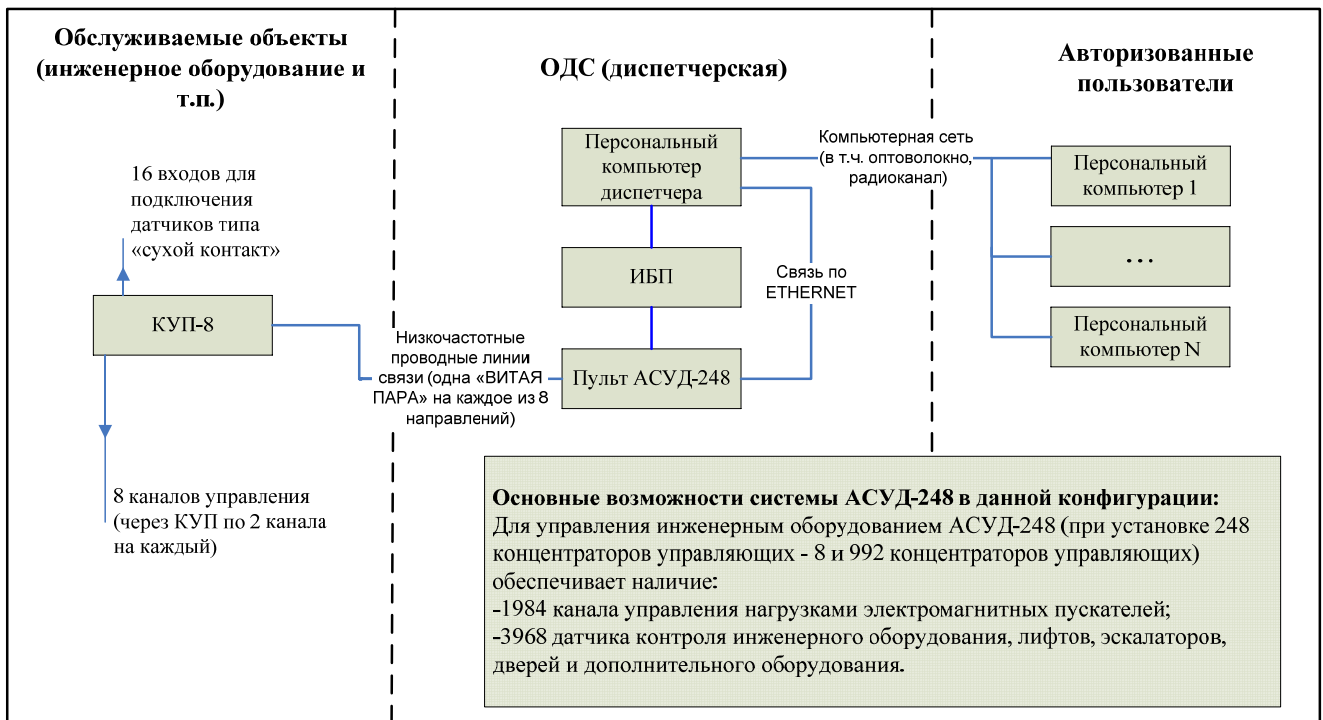 Обслуживаемые объекты
(инженерное оборудование и
т.п.)
ОДС (диспетчерская)
Авторизованные
пользователи
16 входов для
подключения
датчиков типа
«сухой контакт»
КУП-8
8 каналов управления
(через КУП по 2 канала
на каждый)
Низкочастотные
проводные линии
связи (одна «ВИТАЯ
ПАРА» на каждое из 8
направлений)
Персональный
компьютер
диспетчера
ИБП
Пульт АСУД-248
Связь по
ETHERNET
Компьютерная сеть
(в т.ч. оптоволокно,
радиоканал)
Персональный
компьютер 1
...
Персональный
компьютер N
Основные возможности системы АСУД-248 в данной конфигурации:
Для управления инженерным оборудованием АСУД-248 (при установке 248
концентраторов управляющих - 8 и 992 концентраторов управляющих)
обеспечивает наличие:
-1984 канала управления нагрузками электромагнитных пускателей;
-3968 датчика контроля инженерного оборудования, лифтов, эскалаторов,
дверей и дополнительного оборудования.